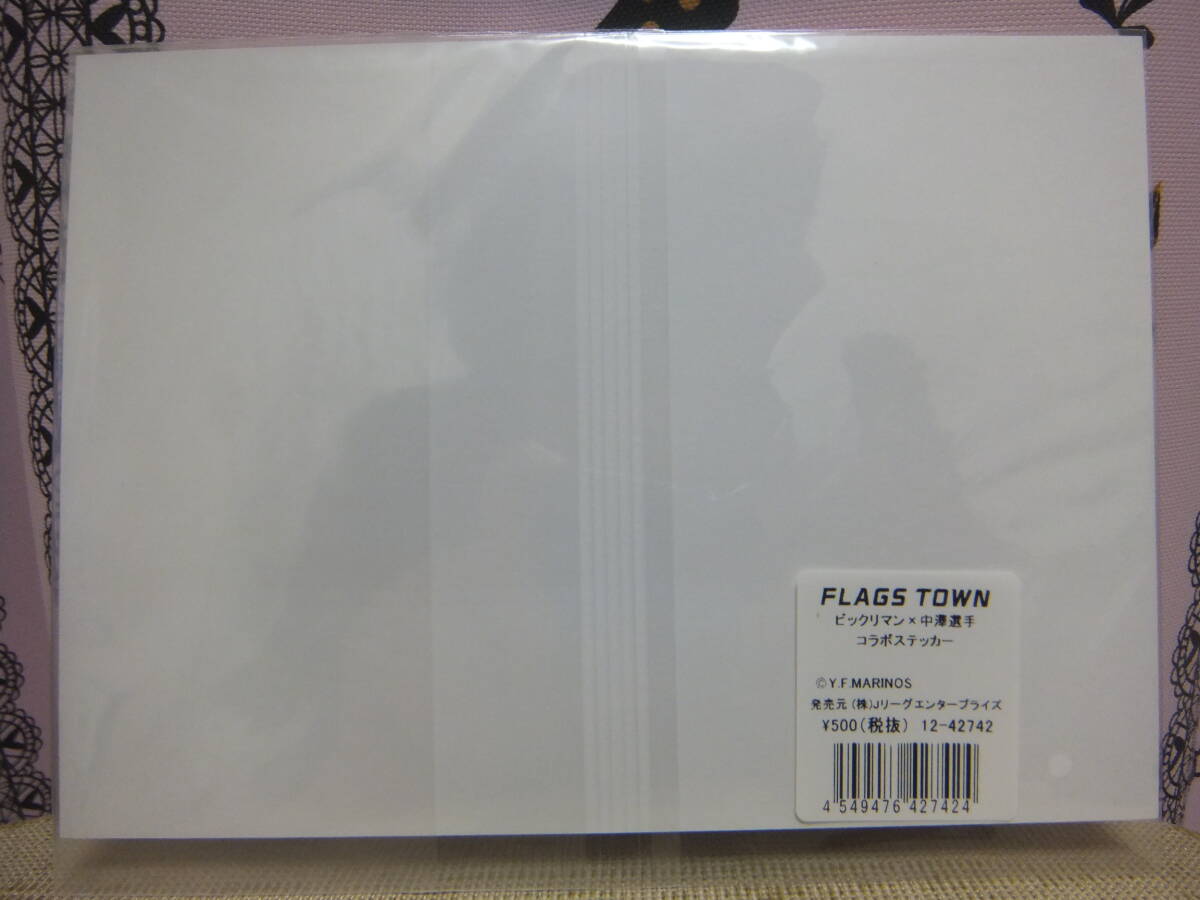 FLAGS TOWN
ビックリマン×中澤選手
コラボステッカー
©Y.F.MARINOS
発売元 (株)Jリーグエンタープライズ
¥500(税抜) 12-42742
4 549476 427424